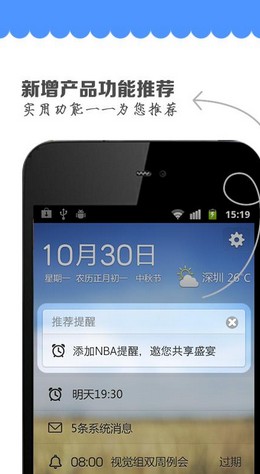 新增产品功能推荐
实用功能一一为您推荐
15:19
10月30日
星期一 农历正月初一 中秋节
深圳 26℃
推荐提醒
添加NBA提醒，邀您共享盛宴
明天19:30
5条系统消息
08:00 视觉组双周例会 过期